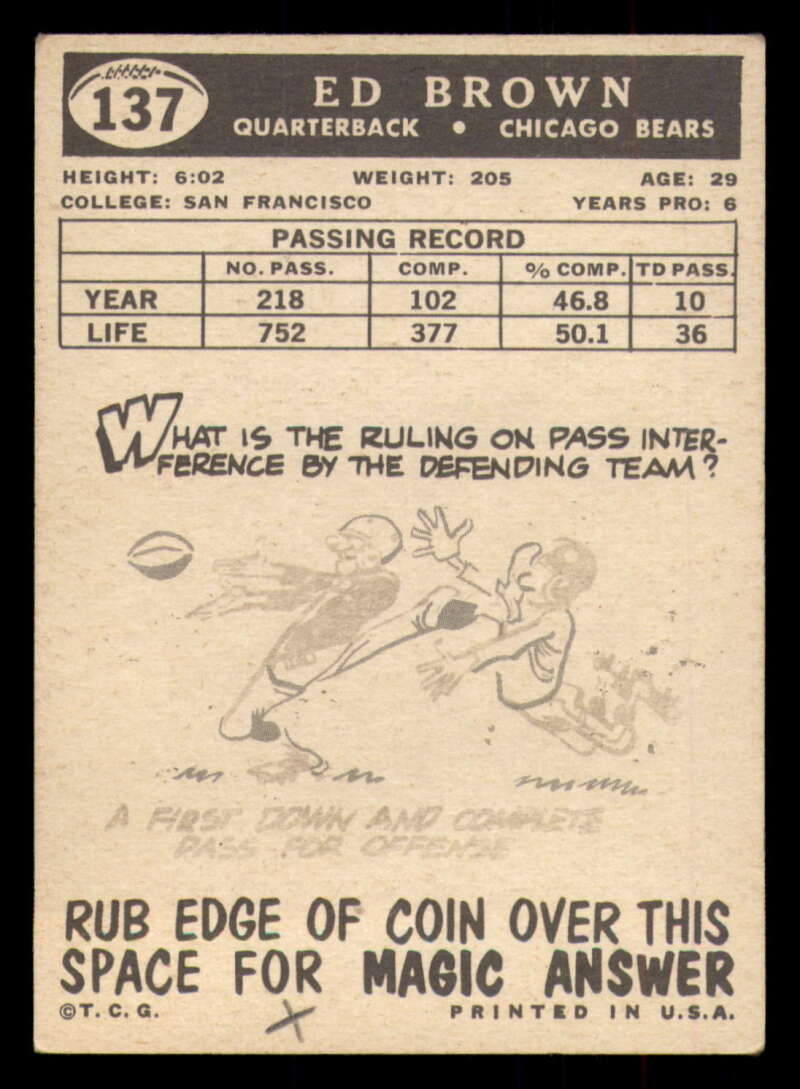 137
ED BROWN
QUARTERBACK • CHICAGO BEARS
HEIGHT: 6:02 WEIGHT: 205 AGE: 29
COLLEGE: SAN FRANCISCO YEARS PRO: 6
PASSING RECORD
NO. PASS. COMP. % COMP. TD PASS.
YEAR 218 102 46.8 10
LIFE 752 377 50.1 36
WHAT IS THE RULING ON PASS INTER-
FERENCE BY THE DEFENDING TEAM?
A FIRST DOWN AND COMPLETE
PASS FOR OFFENSE
RUB EDGE OF COIN OVER THIS
SPACE FOR MAGIC ANSWER
©T.C.G. X PRINTED IN U.S.A.